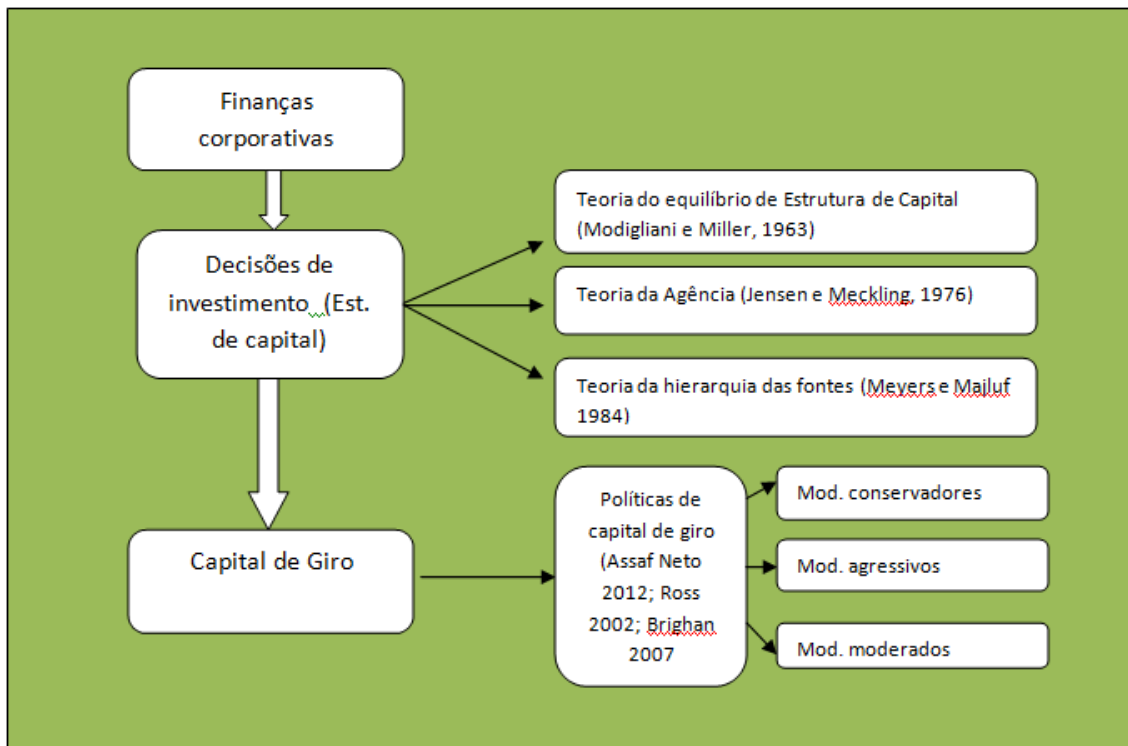 Finanças
corporativas
Decisões de
investimento (Est.
de capital)
Teoria do equilíbrio de Estrutura de Capital
(Modigliani e Miller, 1963)
Teoria da Agência (Jensen e Meckling, 1976)
Teoria da hierarquia das fontes (Meyers e Majluf
1984)
Capital de Giro
Políticas de
capital de giro
(Assaf Neto
2012; Ross
2002; Brighan
2007
Mod. conservadores
Mod. agressivos
Mod. moderados